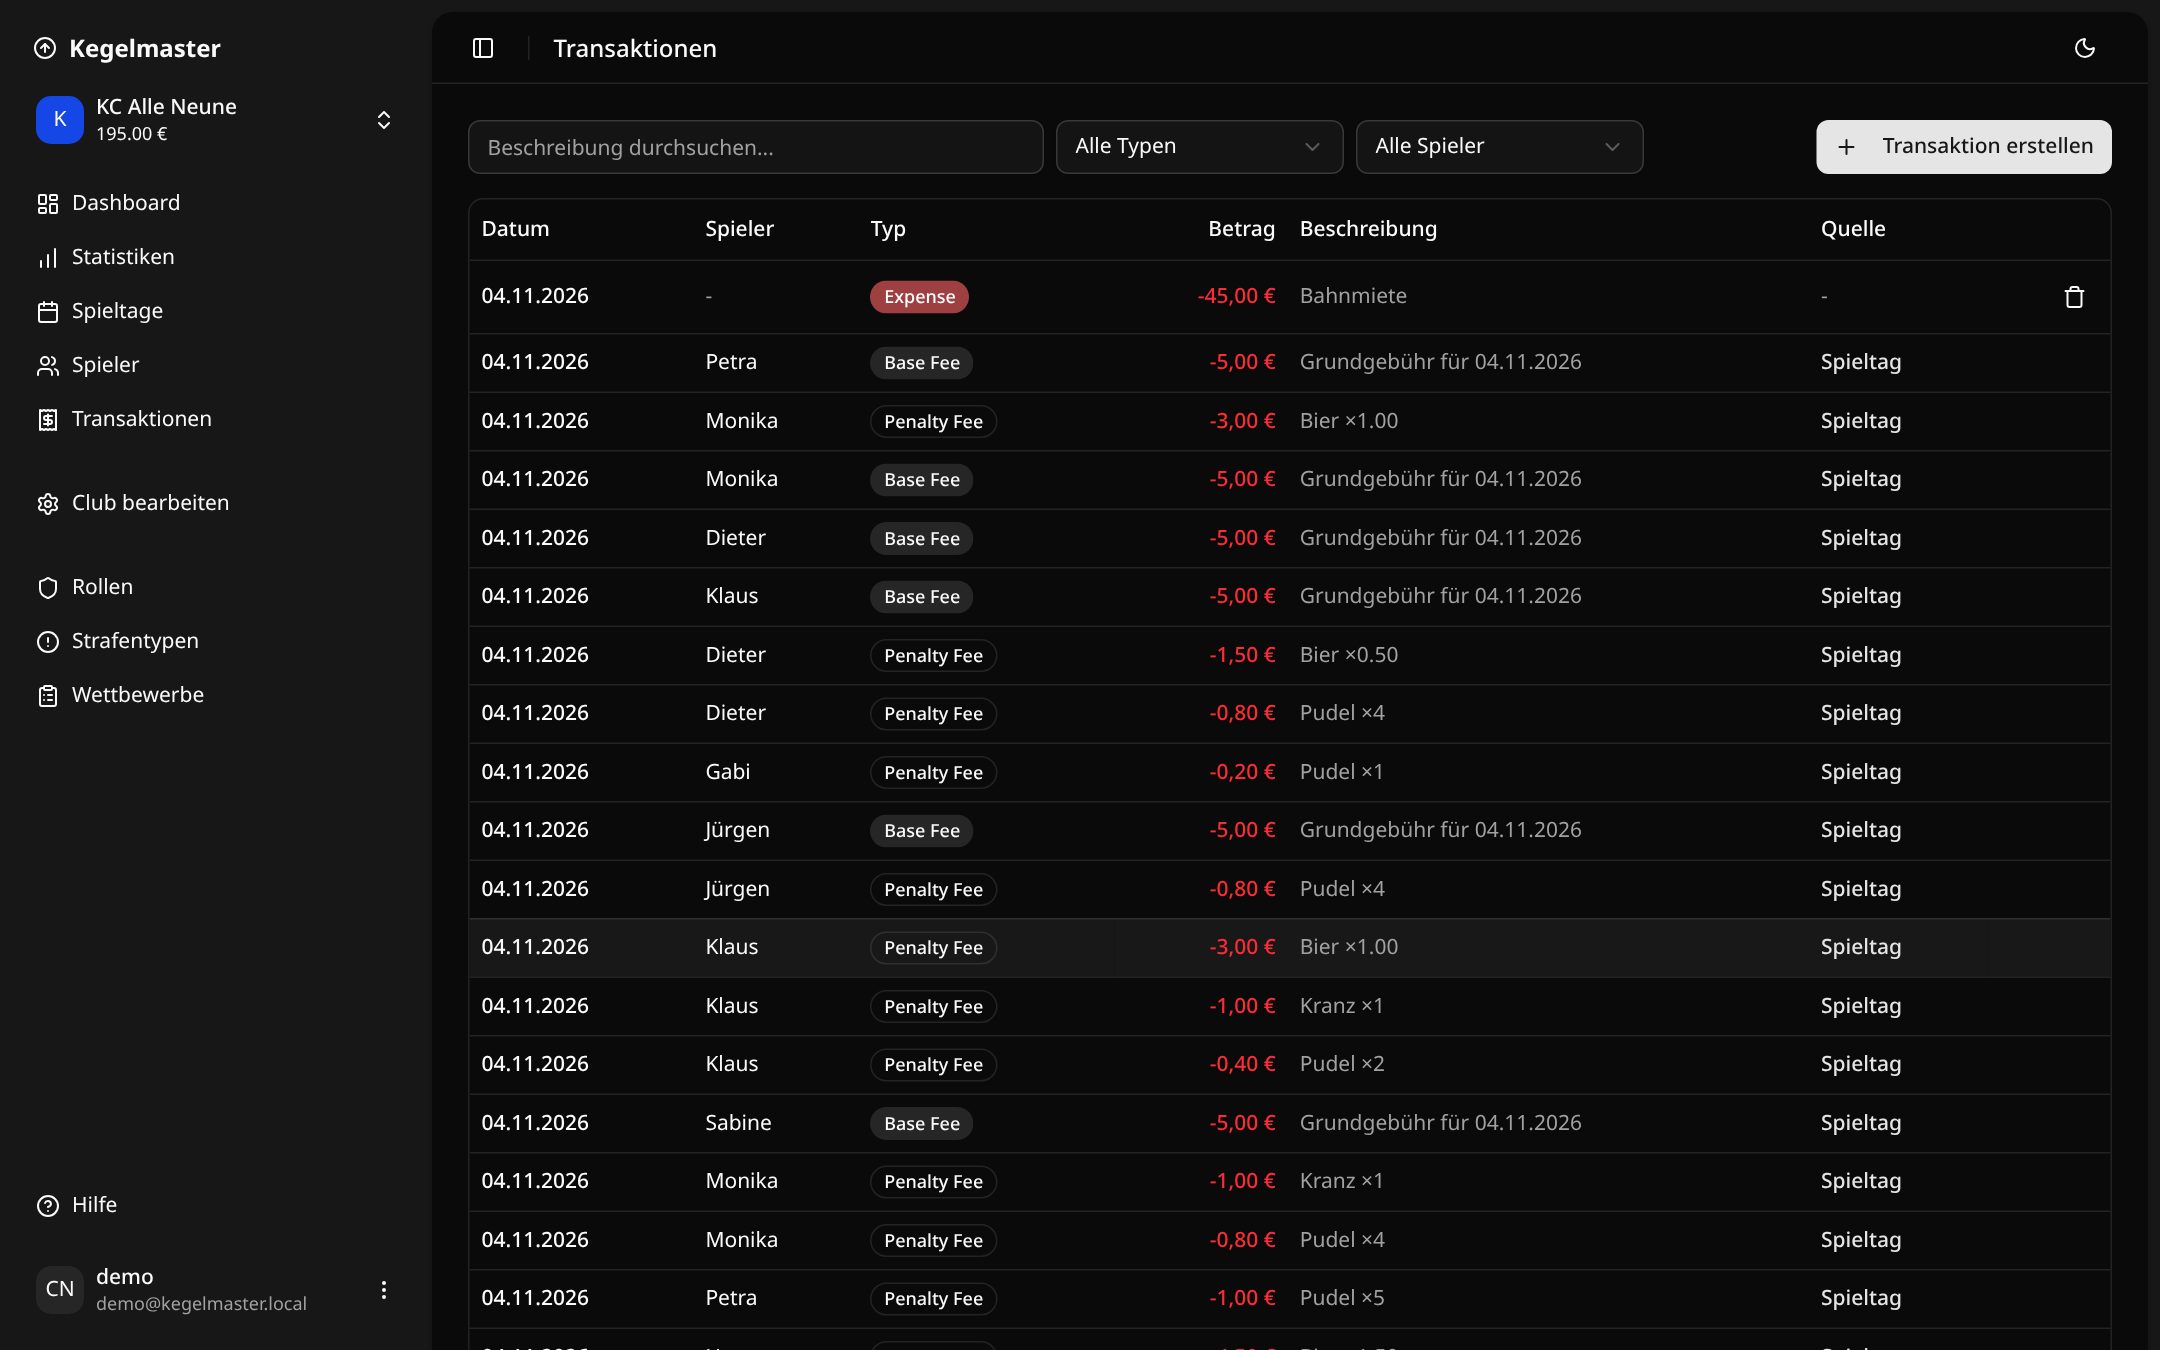 Kegelmaster
K
KC Alle Neune
195.00 €
Dashboard
Statistiken
Spieltage
Spieler
Transaktionen
Club bearbeiten
Rollen
Strafentypen
Wettbewerbe
Hilfe
CN
demo
demo@kegelmaster.local
Transaktionen
Beschreibung durchsuchen...
Alle Typen
Alle Spieler
Transaktion erstellen
Datum Spieler Typ Betrag Beschreibung Quelle
04.11.2026 - Expense -45,00 € Bahnmiete -
04.11.2026 Petra Base Fee -5,00 € Grundgebühr für 04.11.2026 Spieltag
04.11.2026 Monika Penalty Fee -3,00 € Bier ×1.00 Spieltag
04.11.2026 Monika Base Fee -5,00 € Grundgebühr für 04.11.2026 Spieltag
04.11.2026 Dieter Base Fee -5,00 € Grundgebühr für 04.11.2026 Spieltag
04.11.2026 Klaus Base Fee -5,00 € Grundgebühr für 04.11.2026 Spieltag
04.11.2026 Dieter Penalty Fee -1,50 € Bier ×0.50 Spieltag
04.11.2026 Dieter Penalty Fee -0,80 € Pudel ×4 Spieltag
04.11.2026 Gabi Penalty Fee -0,20 € Pudel ×1 Spieltag
04.11.2026 Jürgen Base Fee -5,00 € Grundgebühr für 04.11.2026 Spieltag
04.11.2026 Jürgen Penalty Fee -0,80 € Pudel ×4 Spieltag
04.11.2026 Klaus Penalty Fee -3,00 € Bier ×1.00 Spieltag
04.11.2026 Klaus Penalty Fee -1,00 € Kranz ×1 Spieltag
04.11.2026 Klaus Penalty Fee -0,40 € Pudel ×2 Spieltag
04.11.2026 Sabine Base Fee -5,00 € Grundgebühr für 04.11.2026 Spieltag
04.11.2026 Monika Penalty Fee -1,00 € Kranz ×1 Spieltag
04.11.2026 Monika Penalty Fee -0,80 € Pudel ×4 Spieltag
04.11.2026 Petra Penalty Fee -1,00 € Pudel ×5 Spieltag